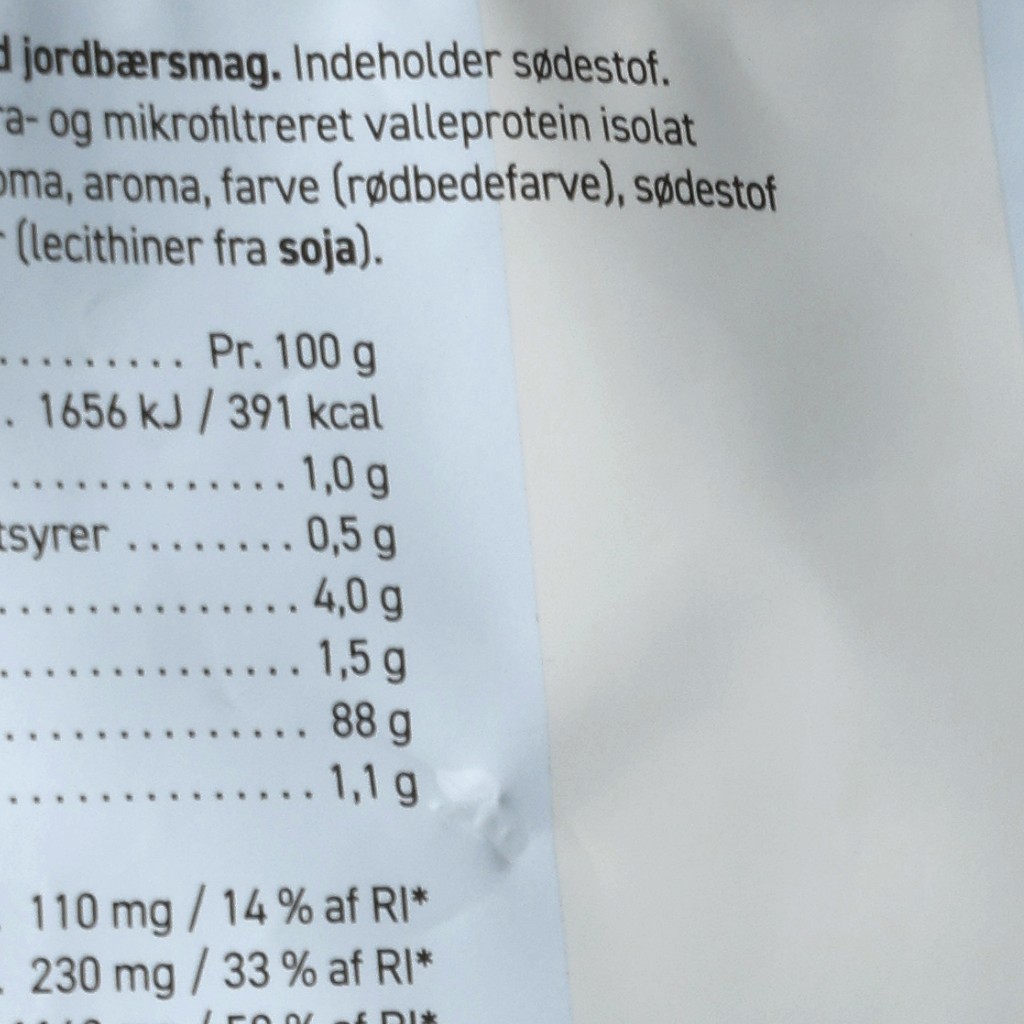 jordbærsmag. Indeholder sødestof.
og mikrofiltreret valleprotein isolat
aroma, farve (rødbedefarve), sødestof
(lecithiner fra soja).
......... Pr. 100 g
. 1656 kJ / 391 kcal
............. 1,0 g
tsyrer ........ 0,5 g
.............. 4,0 g
.............. 1,5 g
.............. 88 g
.............. 1,1 g
110 mg / 14 % af RI*
230 mg / 33 % af RI*